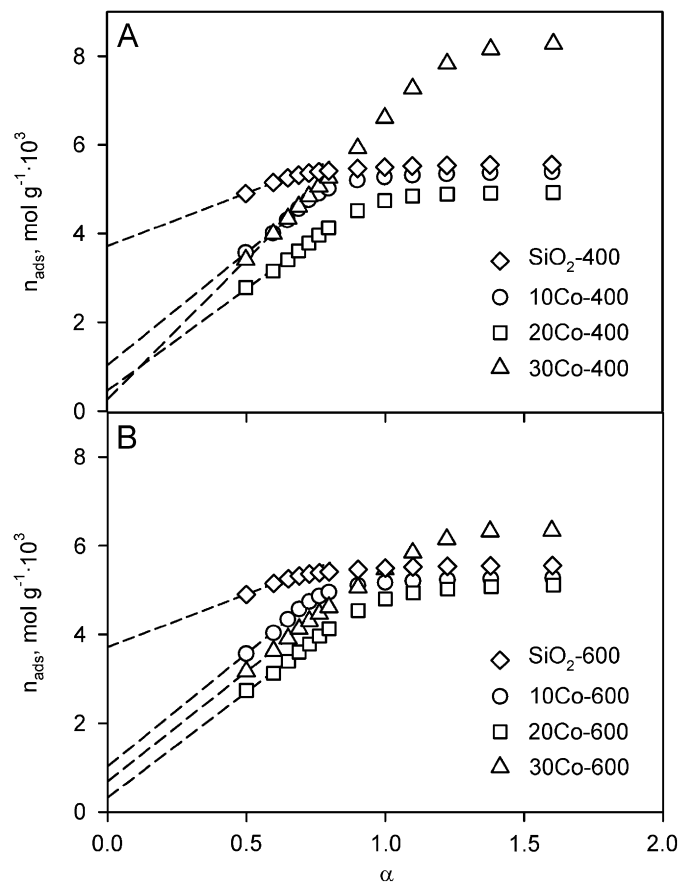 A
8
6
4
2
0
n_ads, mol g⁻¹·10³
SiO₂-400
10Co-400
20Co-400
30Co-400
B
8
6
4
2
0
n_ads, mol g⁻¹·10³
SiO₂-600
10Co-600
20Co-600
30Co-600
0.0 0.5 1.0 1.5 2.0
α